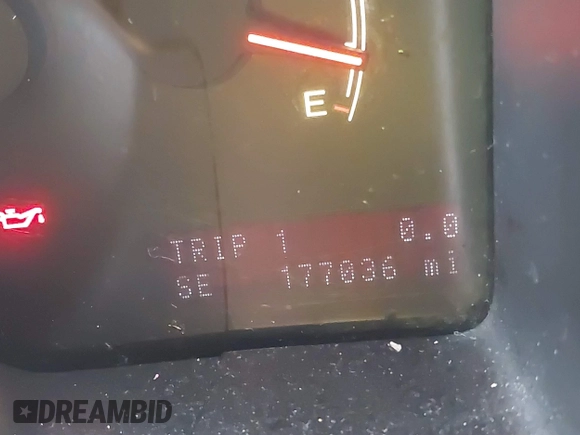 E
TRIP 1 0.0
SE 177036 mi
DREAMBID